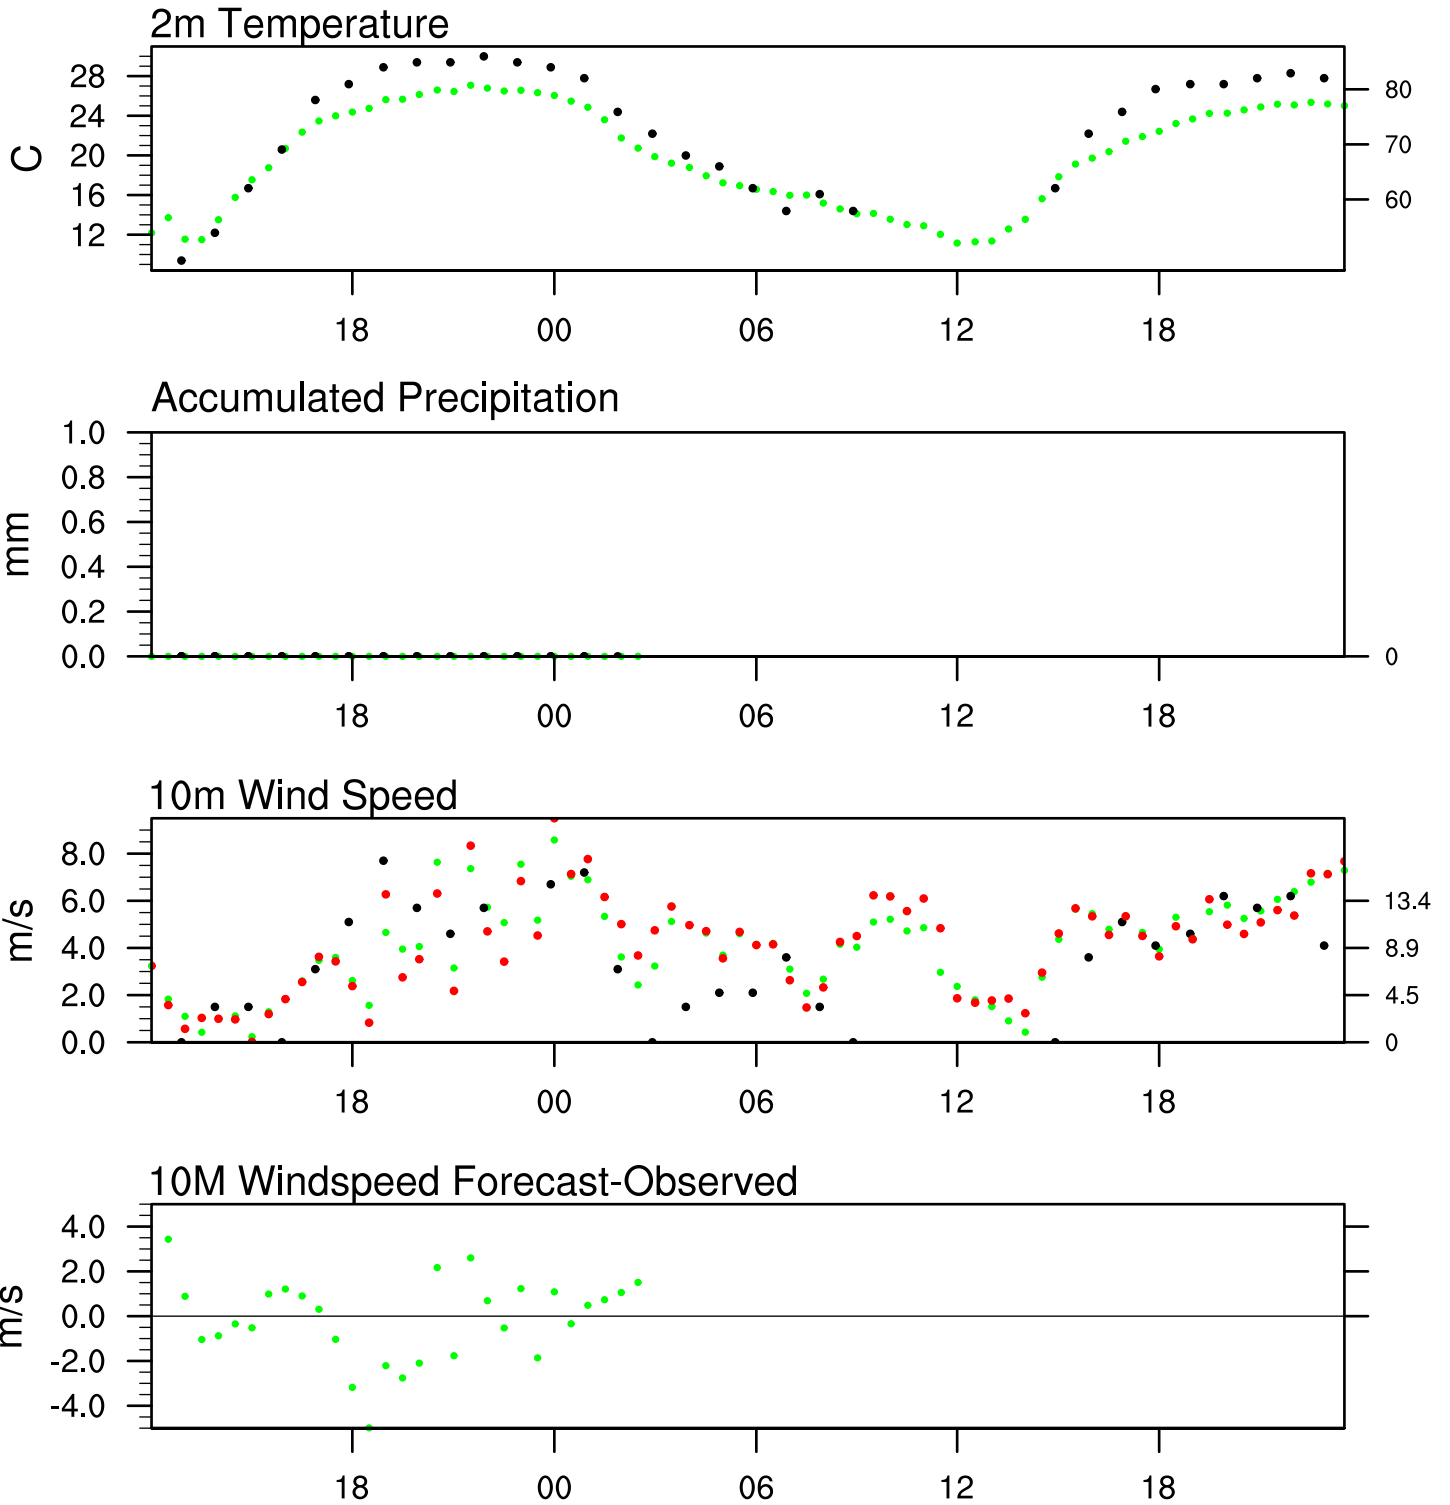 2m Temperature
28
24
20
16
12
C
80
70
60
18 00 06 12 18
Accumulated Precipitation
1.0
0.8
0.6
0.4
0.2
0.0
mm
0
18 00 06 12 18
10m Wind Speed
8.0
6.0
4.0
2.0
0.0
m/s
13.4
8.9
4.5
0
18 00 06 12 18
10M Windspeed Forecast-Observed
4.0
2.0
0.0
-2.0
-4.0
m/s
18 00 06 12 18